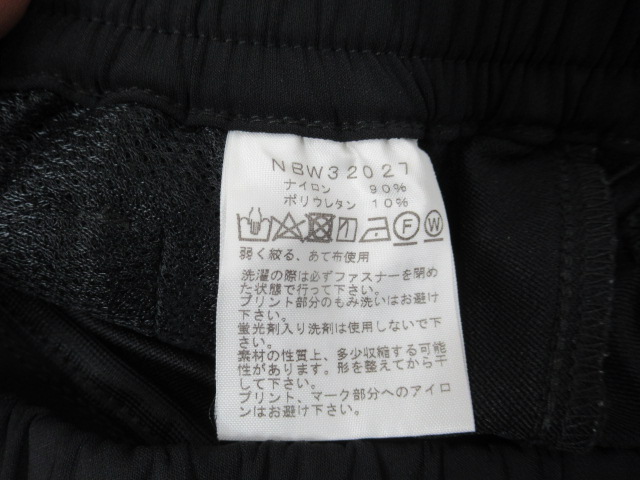 NBW32027
ナイロン 90%
ポリウレタン 10%
F W
弱く絞る、あて布使用
洗濯の際は必ずファスナーを閉め
た状態で行って下さい。
プリント部分のもみ洗いはお避け
下さい。
蛍光剤入り洗剤は使用しないで下
さい。
素材の性質上、多少収縮する可能
性があります。形を整えてから干
して下さい。
プリント、マーク部分へのアイロ
ンはお避け下さい。